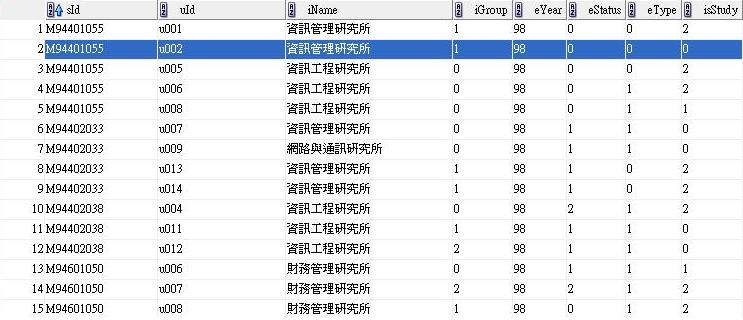 sId uId iName iGroup eYear eStatus eType isStudy
1 M94401055 u001 資訊管理研究所 1 98 0 0 2
2 M94401055 u002 資訊管理研究所 1 98 0 0 0
3 M94401055 u005 資訊工程研究所 0 98 0 0 2
4 M94401055 u006 資訊工程研究所 0 98 0 1 2
5 M94401055 u008 資訊工程研究所 0 98 0 1 1
6 M94402033 u007 資訊管理研究所 0 98 1 1 0
7 M94402033 u009 網路與通訊研究所 0 98 1 1 0
8 M94402033 u013 資訊管理研究所 1 98 1 0 2
9 M94402033 u014 資訊管理研究所 1 98 1 0 2
10 M94402038 u004 資訊工程研究所 0 98 2 1 2
11 M94402038 u011 資訊工程研究所 1 98 1 1 0
12 M94402038 u012 資訊工程研究所 2 98 1 1 0
13 M94601050 u006 財務管理研究所 0 98 1 1 1
14 M94601050 u007 財務管理研究所 2 98 2 1 2
15 M94601050 u008 財務管理研究所 1 98 0 1 2